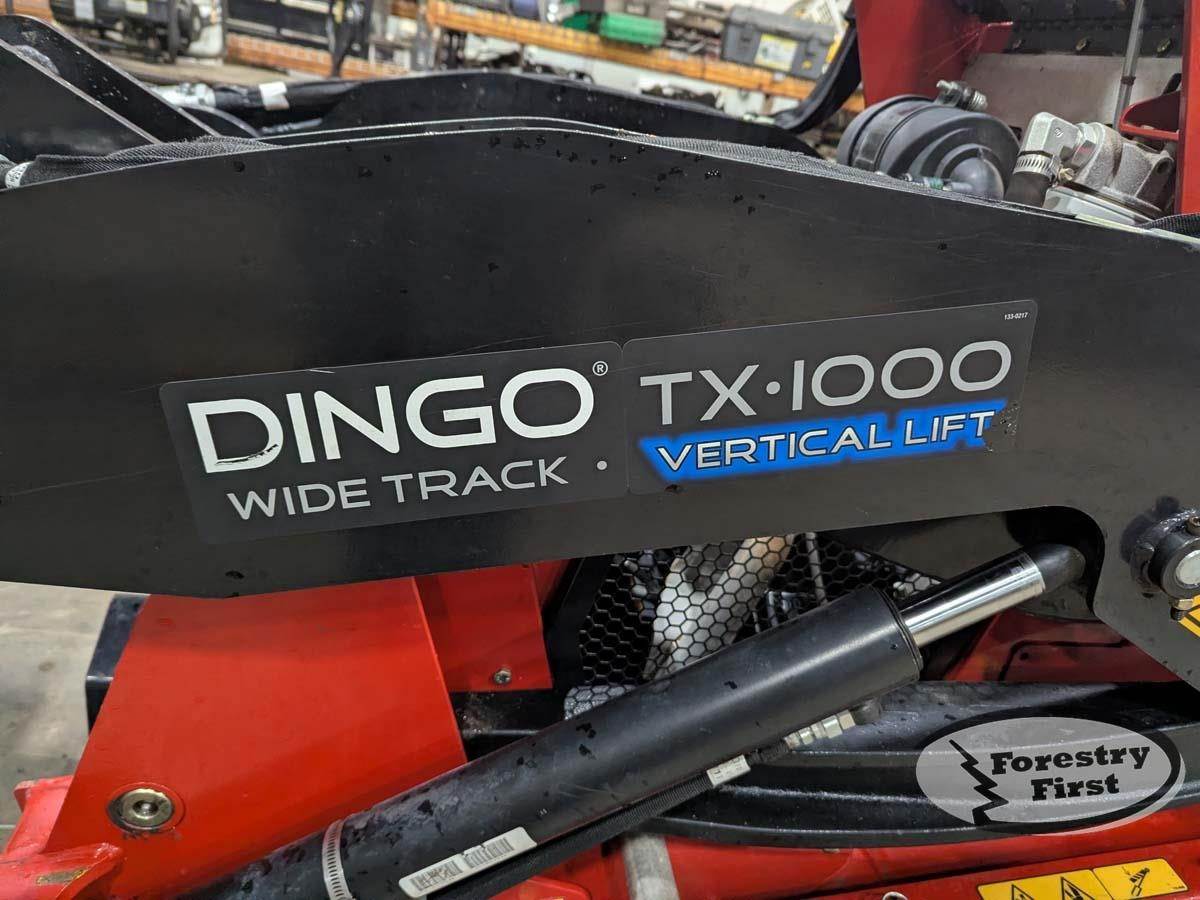 133-0217
DINGO®
TX·1000
WIDE TRACK ·
VERTICAL LIFT
Forestry
First